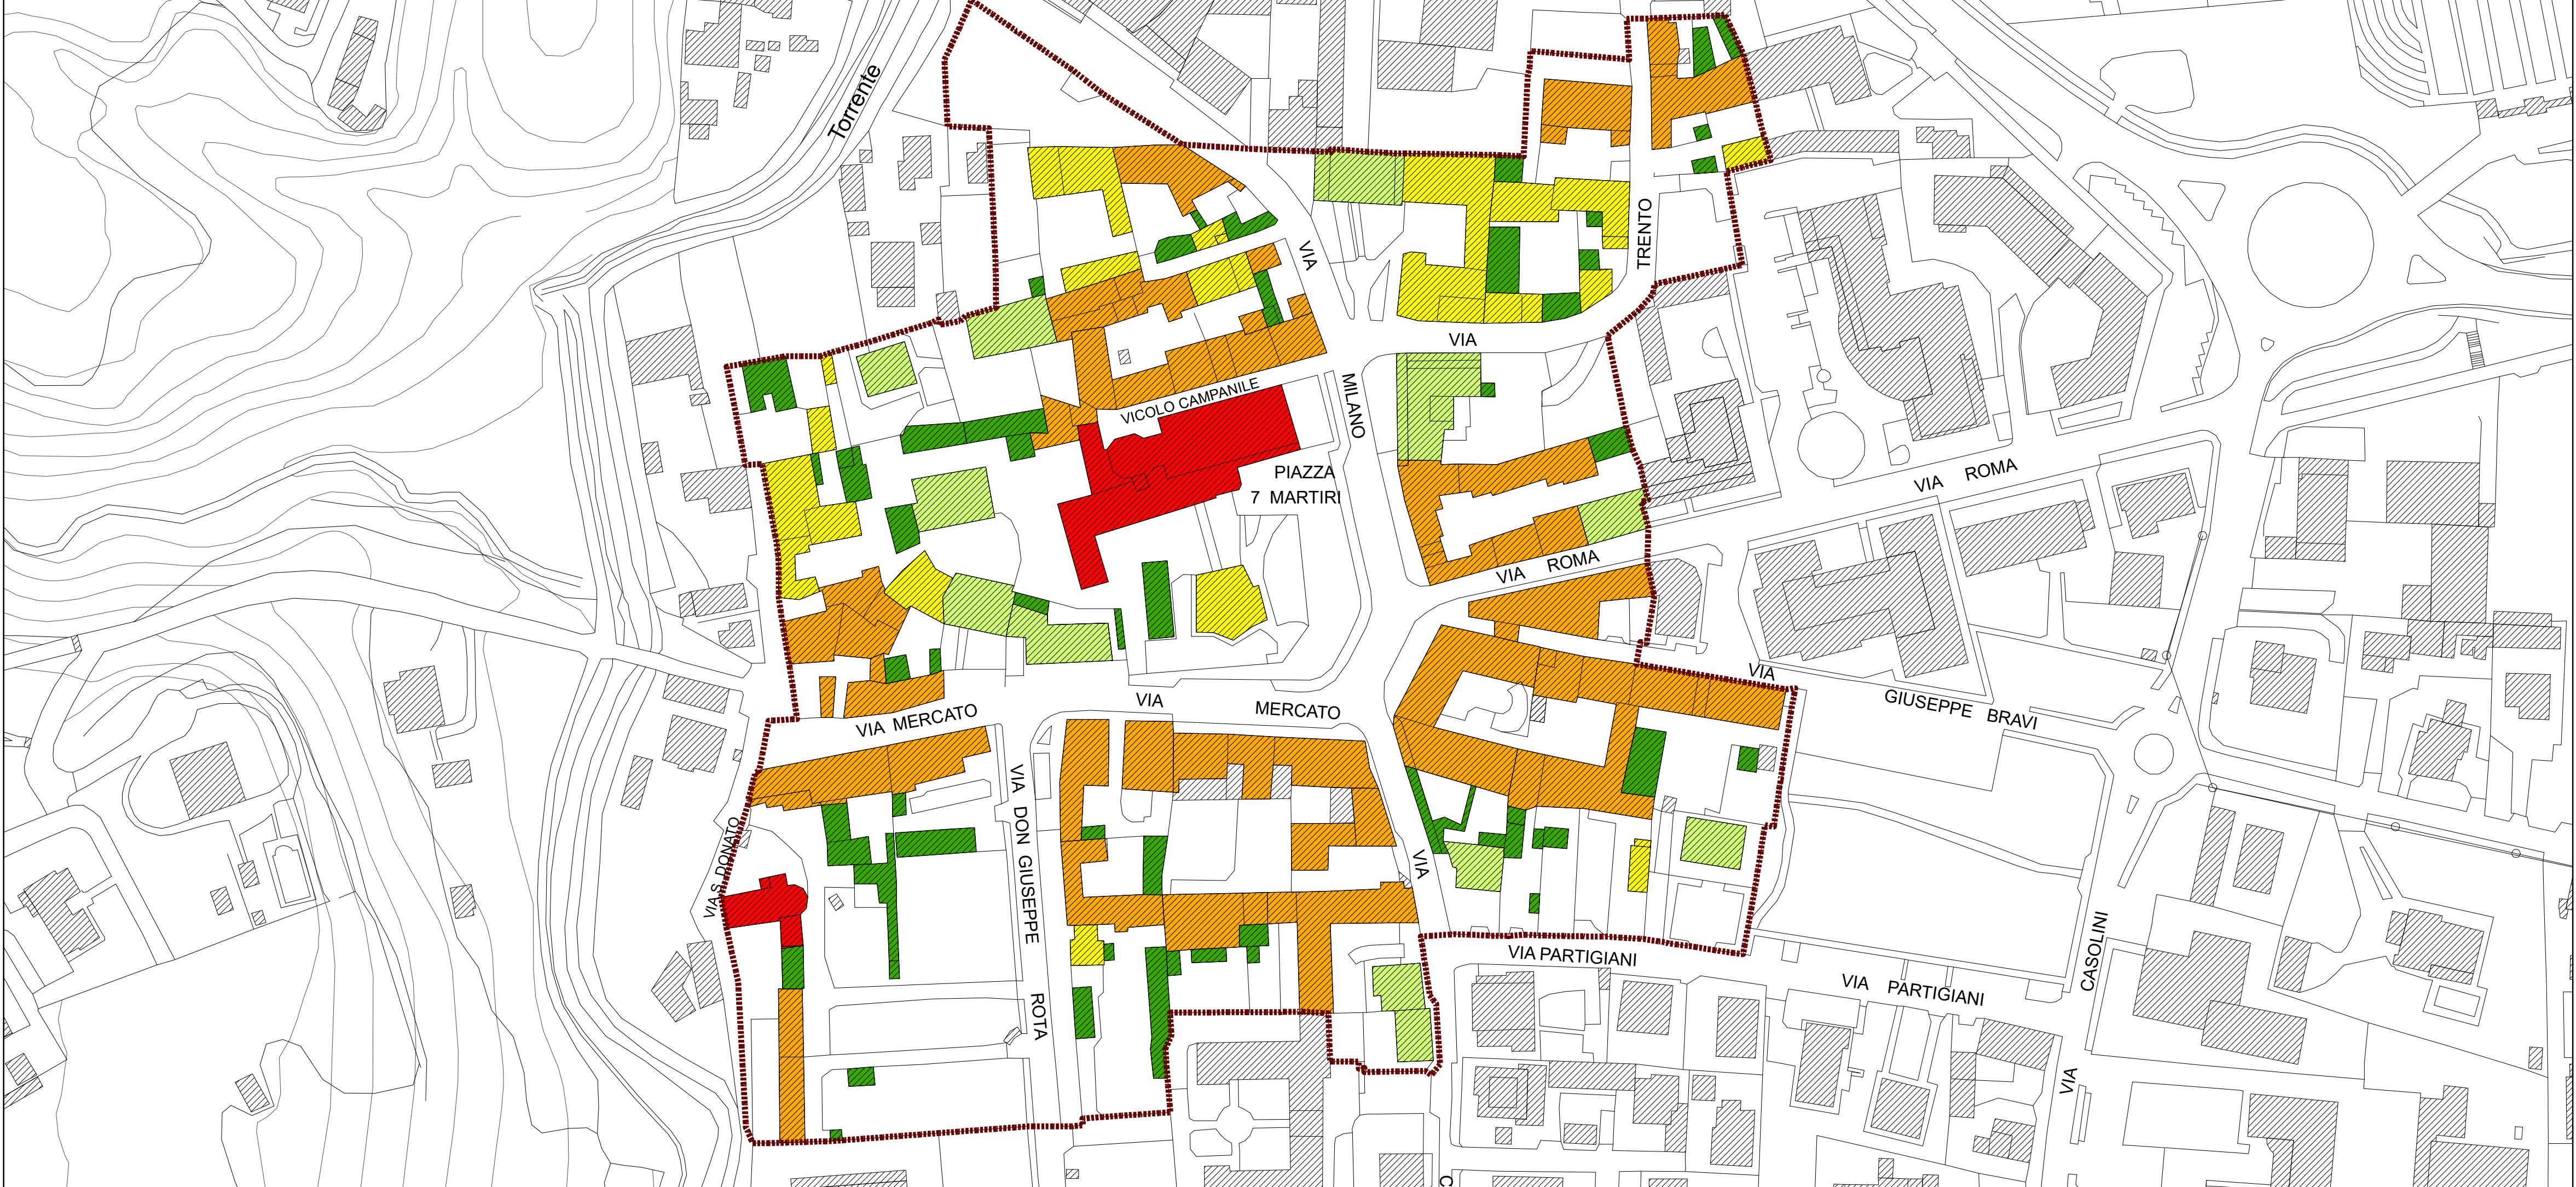 Torrente
VIA
TRENTO
VIA
MILANO
VICOLO CAMPANILE
PIAZZA
7 MARTIRI
VIA ROMA
VIA ROMA
VIA
GIUSEPPE BRAVI
VIA
MERCATO
VIA MERCATO
VIA DON GIUSEPPE
ROTA
VIA S.DONATO
VIA
VIA PARTIGIANI
VIA PARTIGIANI
CASOLINI
VIA
C